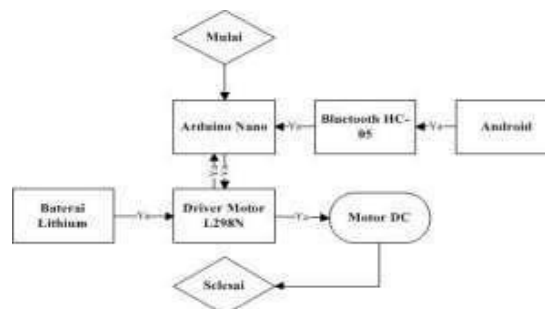 Mulai
Arduino Nano
Ya
Bluetooth HC-
05
Ya
Android
Ya
Ya
Baterai
Lithium
Ya
Driver Motor
L298N
Ya
Motor DC
Selesai